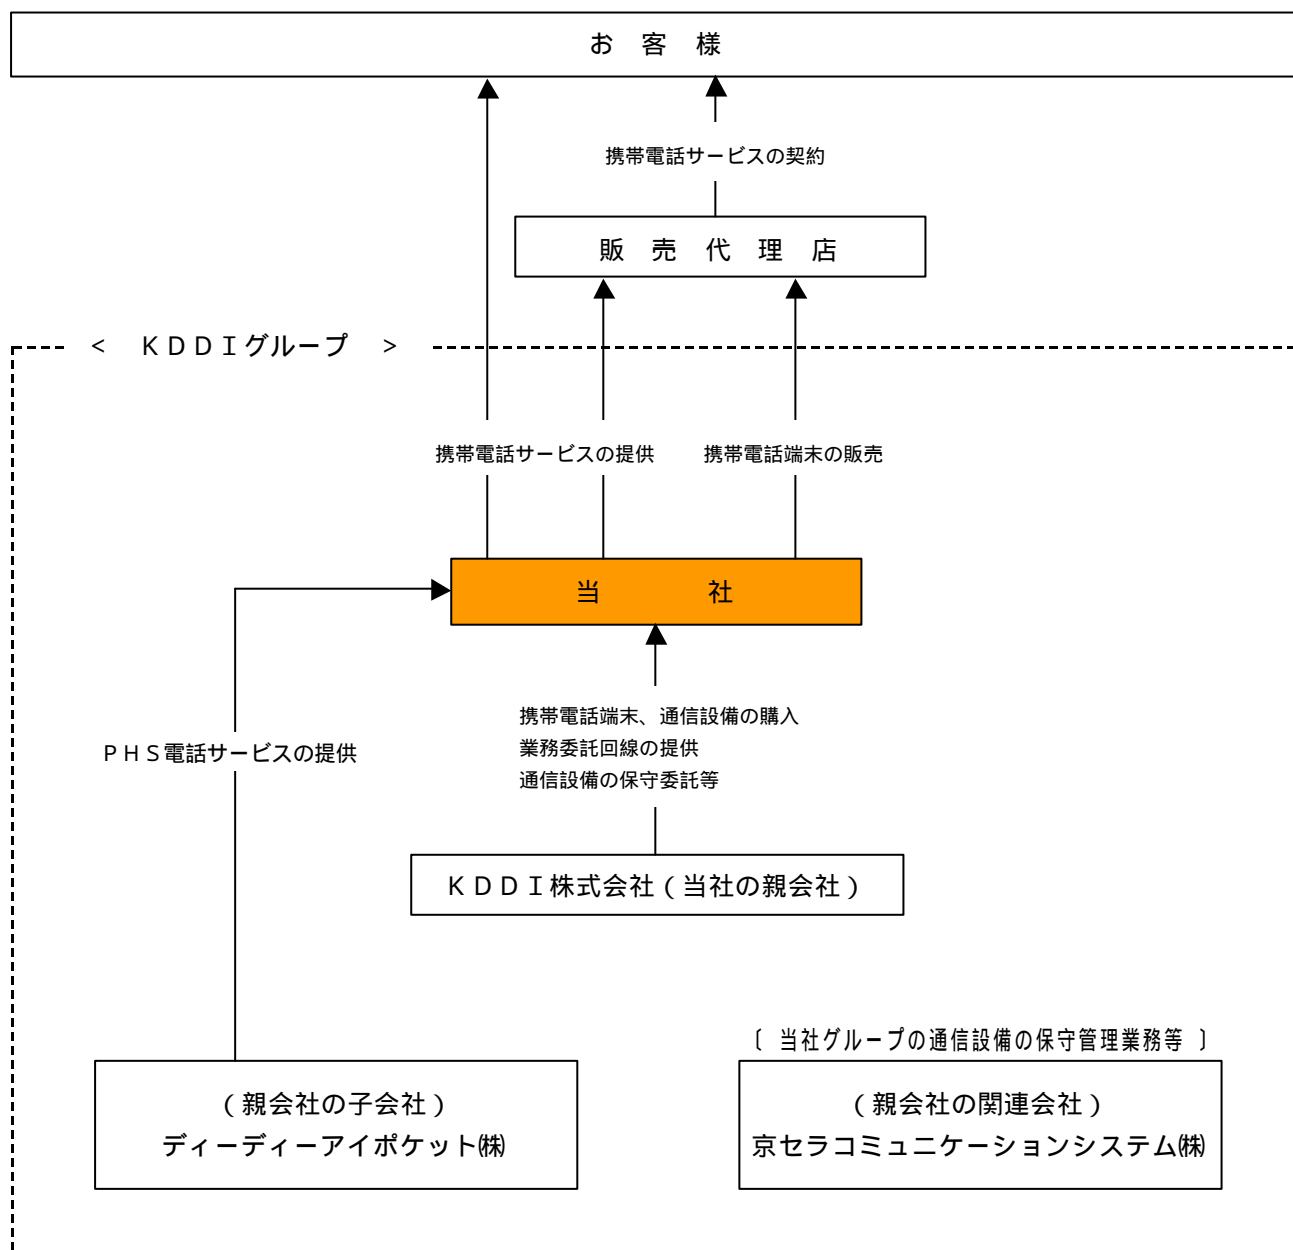 お 客 様
携帯電話サービスの契約
販 売 代 理 店
< ＫＤＤＩグループ >
携帯電話サービスの提供
携帯電話端末の販売
当 社
携帯電話端末、通信設備の購入
業務委託回線の提供
通信設備の保守委託等
ＰＨＳ電話サービスの提供
ＫＤＤＩ株式会社（当社の親会社）
〔 当社グループの通信設備の保守管理業務等 〕
（親会社の子会社）
ディーディーアイポケット㈱
（親会社の関連会社）
京セラコミュニケーションシステム㈱